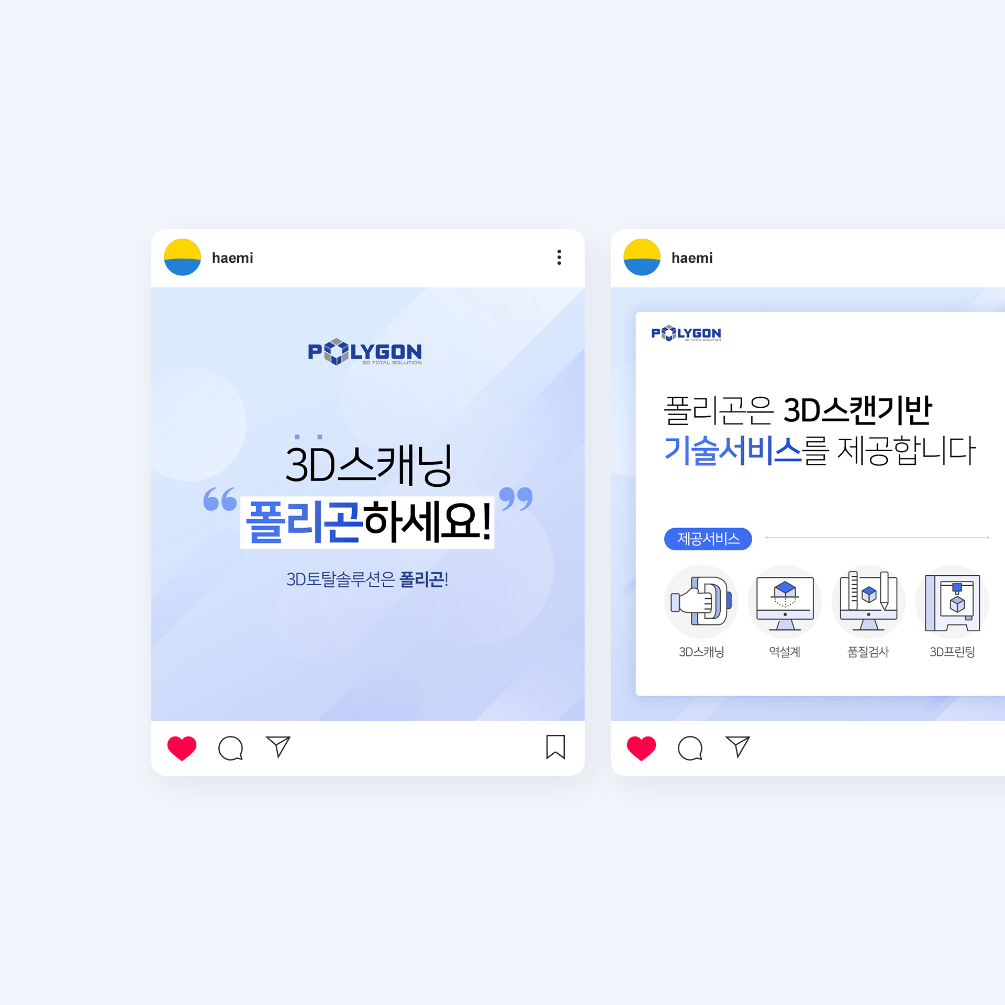 haemi
POLYGON
3D TOTAL SOLUTION
3D스캐닝
“폴리곤하세요!”
3D토탈솔루션은 폴리곤!
haemi
POLYGON
3D TOTAL SOLUTION
폴리곤은 3D스캔기반
기술서비스를 제공합니다
제공서비스
3D스캐닝
역설계
품질검사
3D프린팅